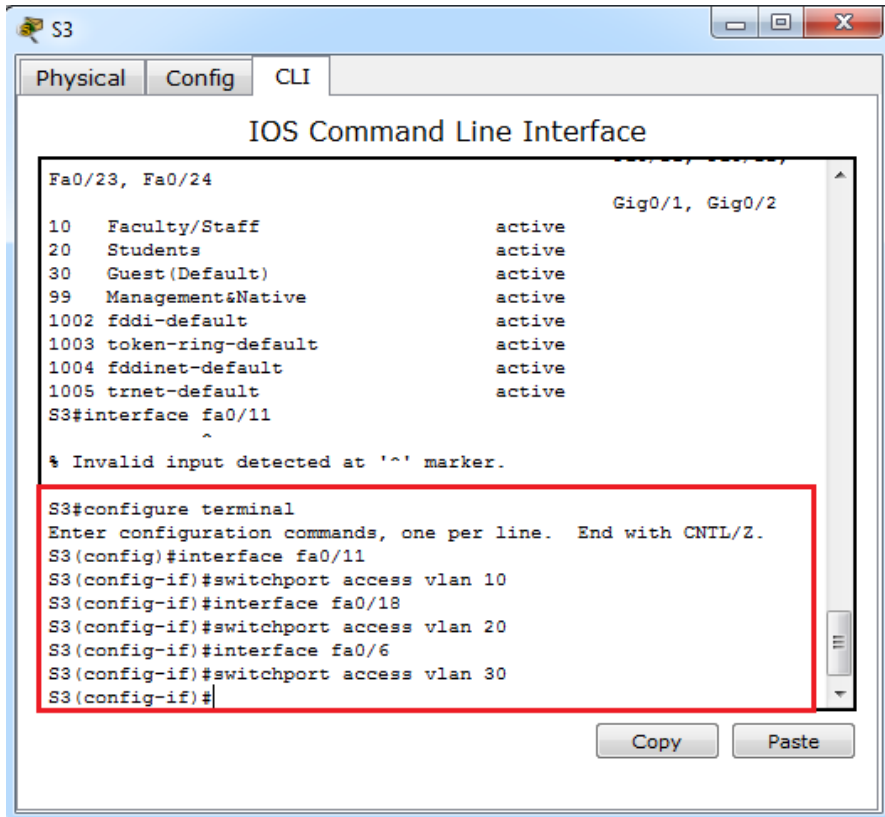 S3
Physical Config CLI
IOS Command Line Interface
Fa0/23, Fa0/24
Gig0/1, Gig0/2
10 Faculty/Staff active
20 Students active
30 Guest(Default) active
99 Management&Native active
1002 fddi-default active
1003 token-ring-default active
1004 fddinet-default active
1005 trnet-default active
S3#interface fa0/11
^
% Invalid input detected at '^' marker.
S3#configure terminal
Enter configuration commands, one per line. End with CNTL/Z.
S3(config)#interface fa0/11
S3(config-if)#switchport access vlan 10
S3(config-if)#interface fa0/18
S3(config-if)#switchport access vlan 20
S3(config-if)#interface fa0/6
S3(config-if)#switchport access vlan 30
S3(config-if)#
Copy Paste